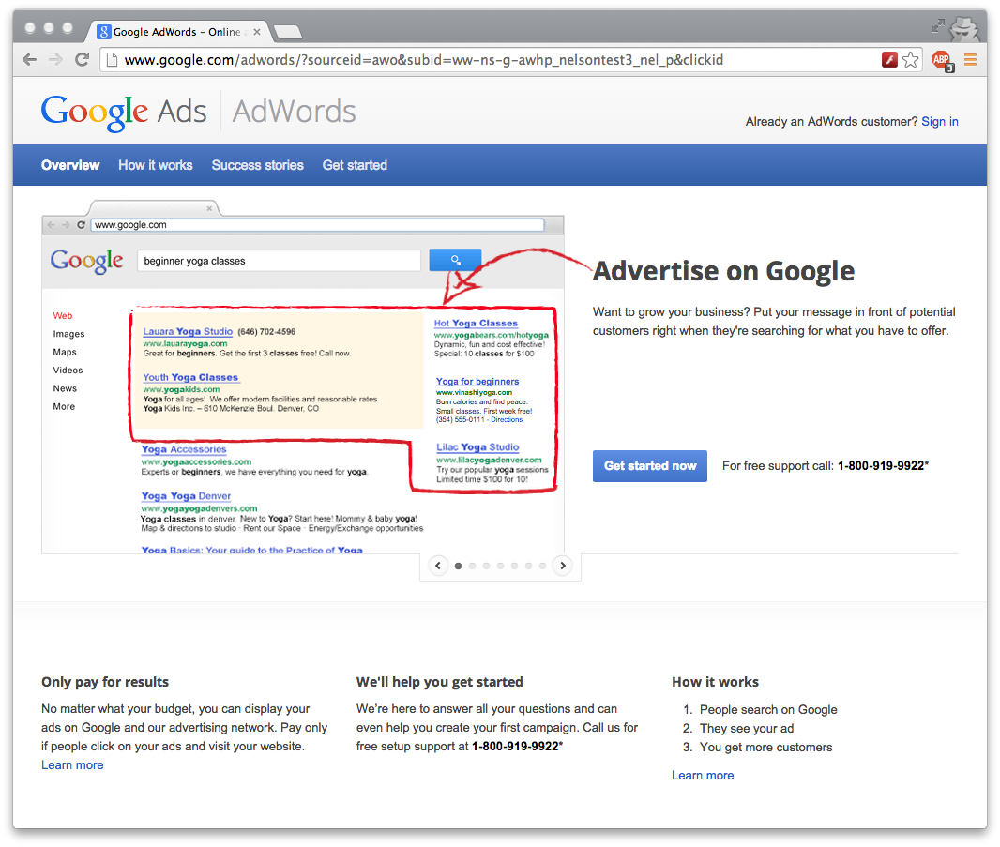 Google AdWords - Online a
www.google.com/adwords/?sourceid=awo&subid=ww-ns-g-awhp_nelsontest3_nel_p&clickid
ABP
3
Google Ads AdWords
Already an AdWords customer? Sign in
Overview How it works Success stories Get started
www.google.com
Google beginner yoga classes
Web
Images
Maps
Videos
News
More
Lauara Yoga Studio (646) 702-4596
www.lauarayoga.com
Great for beginners. Get the first 3 classes free! Call now.
Youth Yoga Classes
www.yogakids.com
Yoga for all ages! We offer modern facilities and reasonable rates
Yoga Kids Inc. – 610 McKenzie Boul. Denver, CO
Yoga Accessories
www.yogaaccessories.com
Experts or beginners, we have everything you need for yoga.
Yoga Yoga Denver
www.yogayogadenvers.com
Yoga classes in denver. New to Yoga? Start here! Mommy & baby yoga!
Map & directions to studio · Rent our Space · Energy/Exchange opportunities
Yoga Basics: Your guide to the Practice of Yoga
Hot Yoga Classes
www.yogabears.com/hotyoga
Dynamic, fun and cost effective!
Special: 10 classes for $100
Yoga for beginners
www.vinashiyoga.com
Burn calories and find peace.
Small classes. First week free!
(354) 555-0111 - Directions
Lilac Yoga Studio
www.lilacyogadenver.com
Try our popular yoga sessions
Limited time $100 for 10!
Advertise on Google
Want to grow your business? Put your message in front of potential
customers right when they're searching for what you have to offer.
Get started now For free support call: 1-800-919-9922*
Only pay for results
No matter what your budget, you can display your
ads on Google and our advertising network. Pay only
if people click on your ads and visit your website.
Learn more
We'll help you get started
We're here to answer all your questions and can
even help you create your first campaign. Call us for
free setup support at 1-800-919-9922*
How it works
1. People search on Google
2. They see your ad
3. You get more customers
Learn more